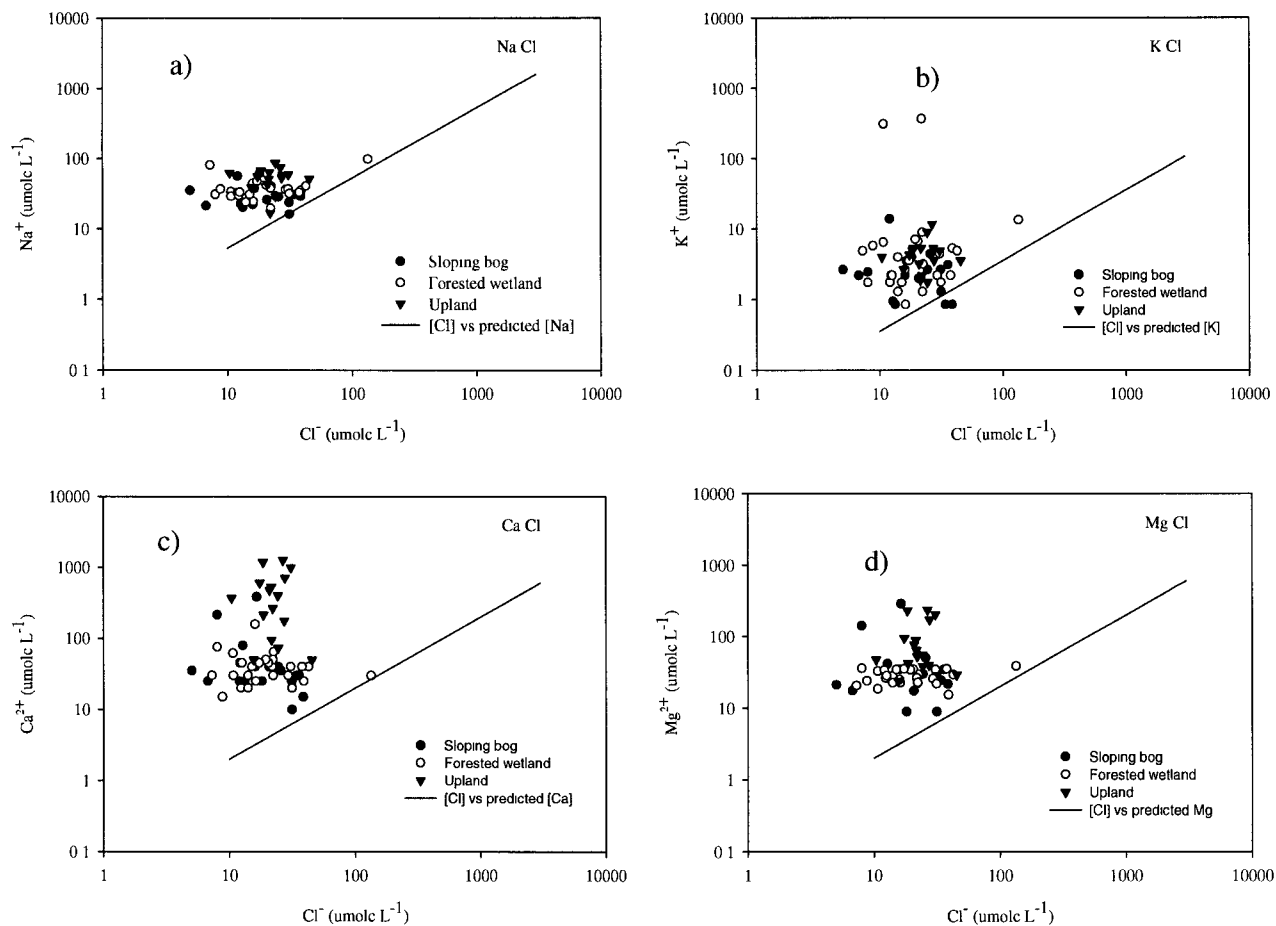 10000
1000
100
10
1
0 1
Na⁺ (umolc L⁻¹)
a)
Na Cl
Sloping bog
Forested wetland
Upland
[Cl] vs predicted [Na]
1 10 100 1000 10000
Cl⁻ (umolc L⁻¹)
10000
1000
100
10
1
0 1
K⁺ (umolc L⁻¹)
b)
K Cl
Sloping bog
Forested wetland
Upland
[Cl] vs predicted [K]
1 10 100 1000 10000
Cl⁻ (umolc L⁻¹)
10000
1000
100
10
1
0 1
Ca²⁺ (umolc L⁻¹)
c)
Ca Cl
Sloping bog
Forested wetland
Upland
[Cl] vs predicted [Ca]
1 10 100 1000 10000
Cl⁻ (umolc L⁻¹)
10000
1000
100
10
1
0 1
Mg²⁺ (umolc L⁻¹)
d)
Mg Cl
Sloping bog
Forested wetland
Upland
[Cl] vs predicted Mg
1 10 100 1000 10000
Cl⁻ (umolc L⁻¹)